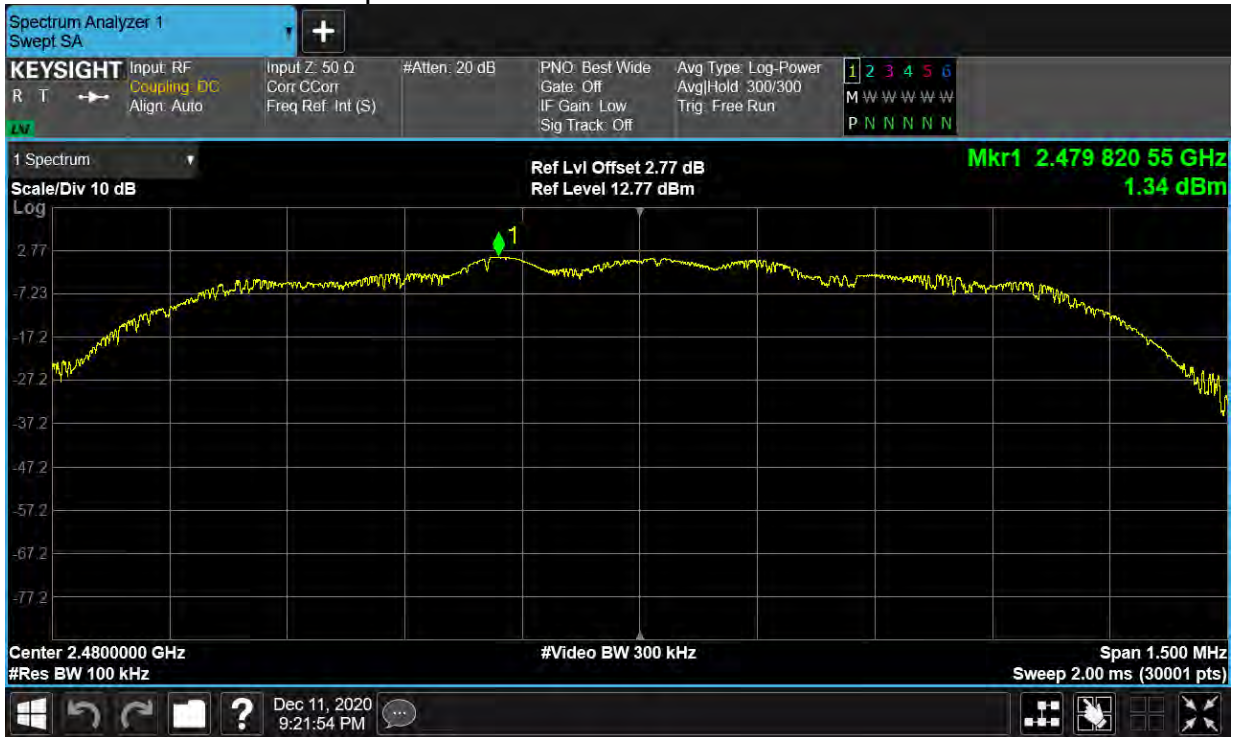 Spectrum Analyzer 1
Swept SA
+
KEYSIGHT
R T
Input: RF
Coupling: DC
Align: Auto
Input Z: 50 Ω
Corr CCorr
Freq Ref: Int (S)
#Atten: 20 dB
PNO: Best Wide
Gate: Off
IF Gain: Low
Sig Track: Off
Avg Type: Log-Power
Avg|Hold: 300/300
Trig: Free Run
1 2 3 4 5 6
M W W W W W
P N N N N N N
1 Spectrum
Scale/Div 10 dB
Log
Ref Lvl Offset 2.77 dB
Ref Level 12.77 dBm
Mkr1 2.479 820 55 GHz
1.34 dBm
1
2.77
-7.23
-17.2
-27.2
-37.2
-47.2
-57.2
-67.2
-77.2
Center 2.4800000 GHz
#Res BW 100 kHz
#Video BW 300 kHz
Span 1.500 MHz
Sweep 2.00 ms (30001 pts)
?
Dec 11, 2020
9:21:54 PM